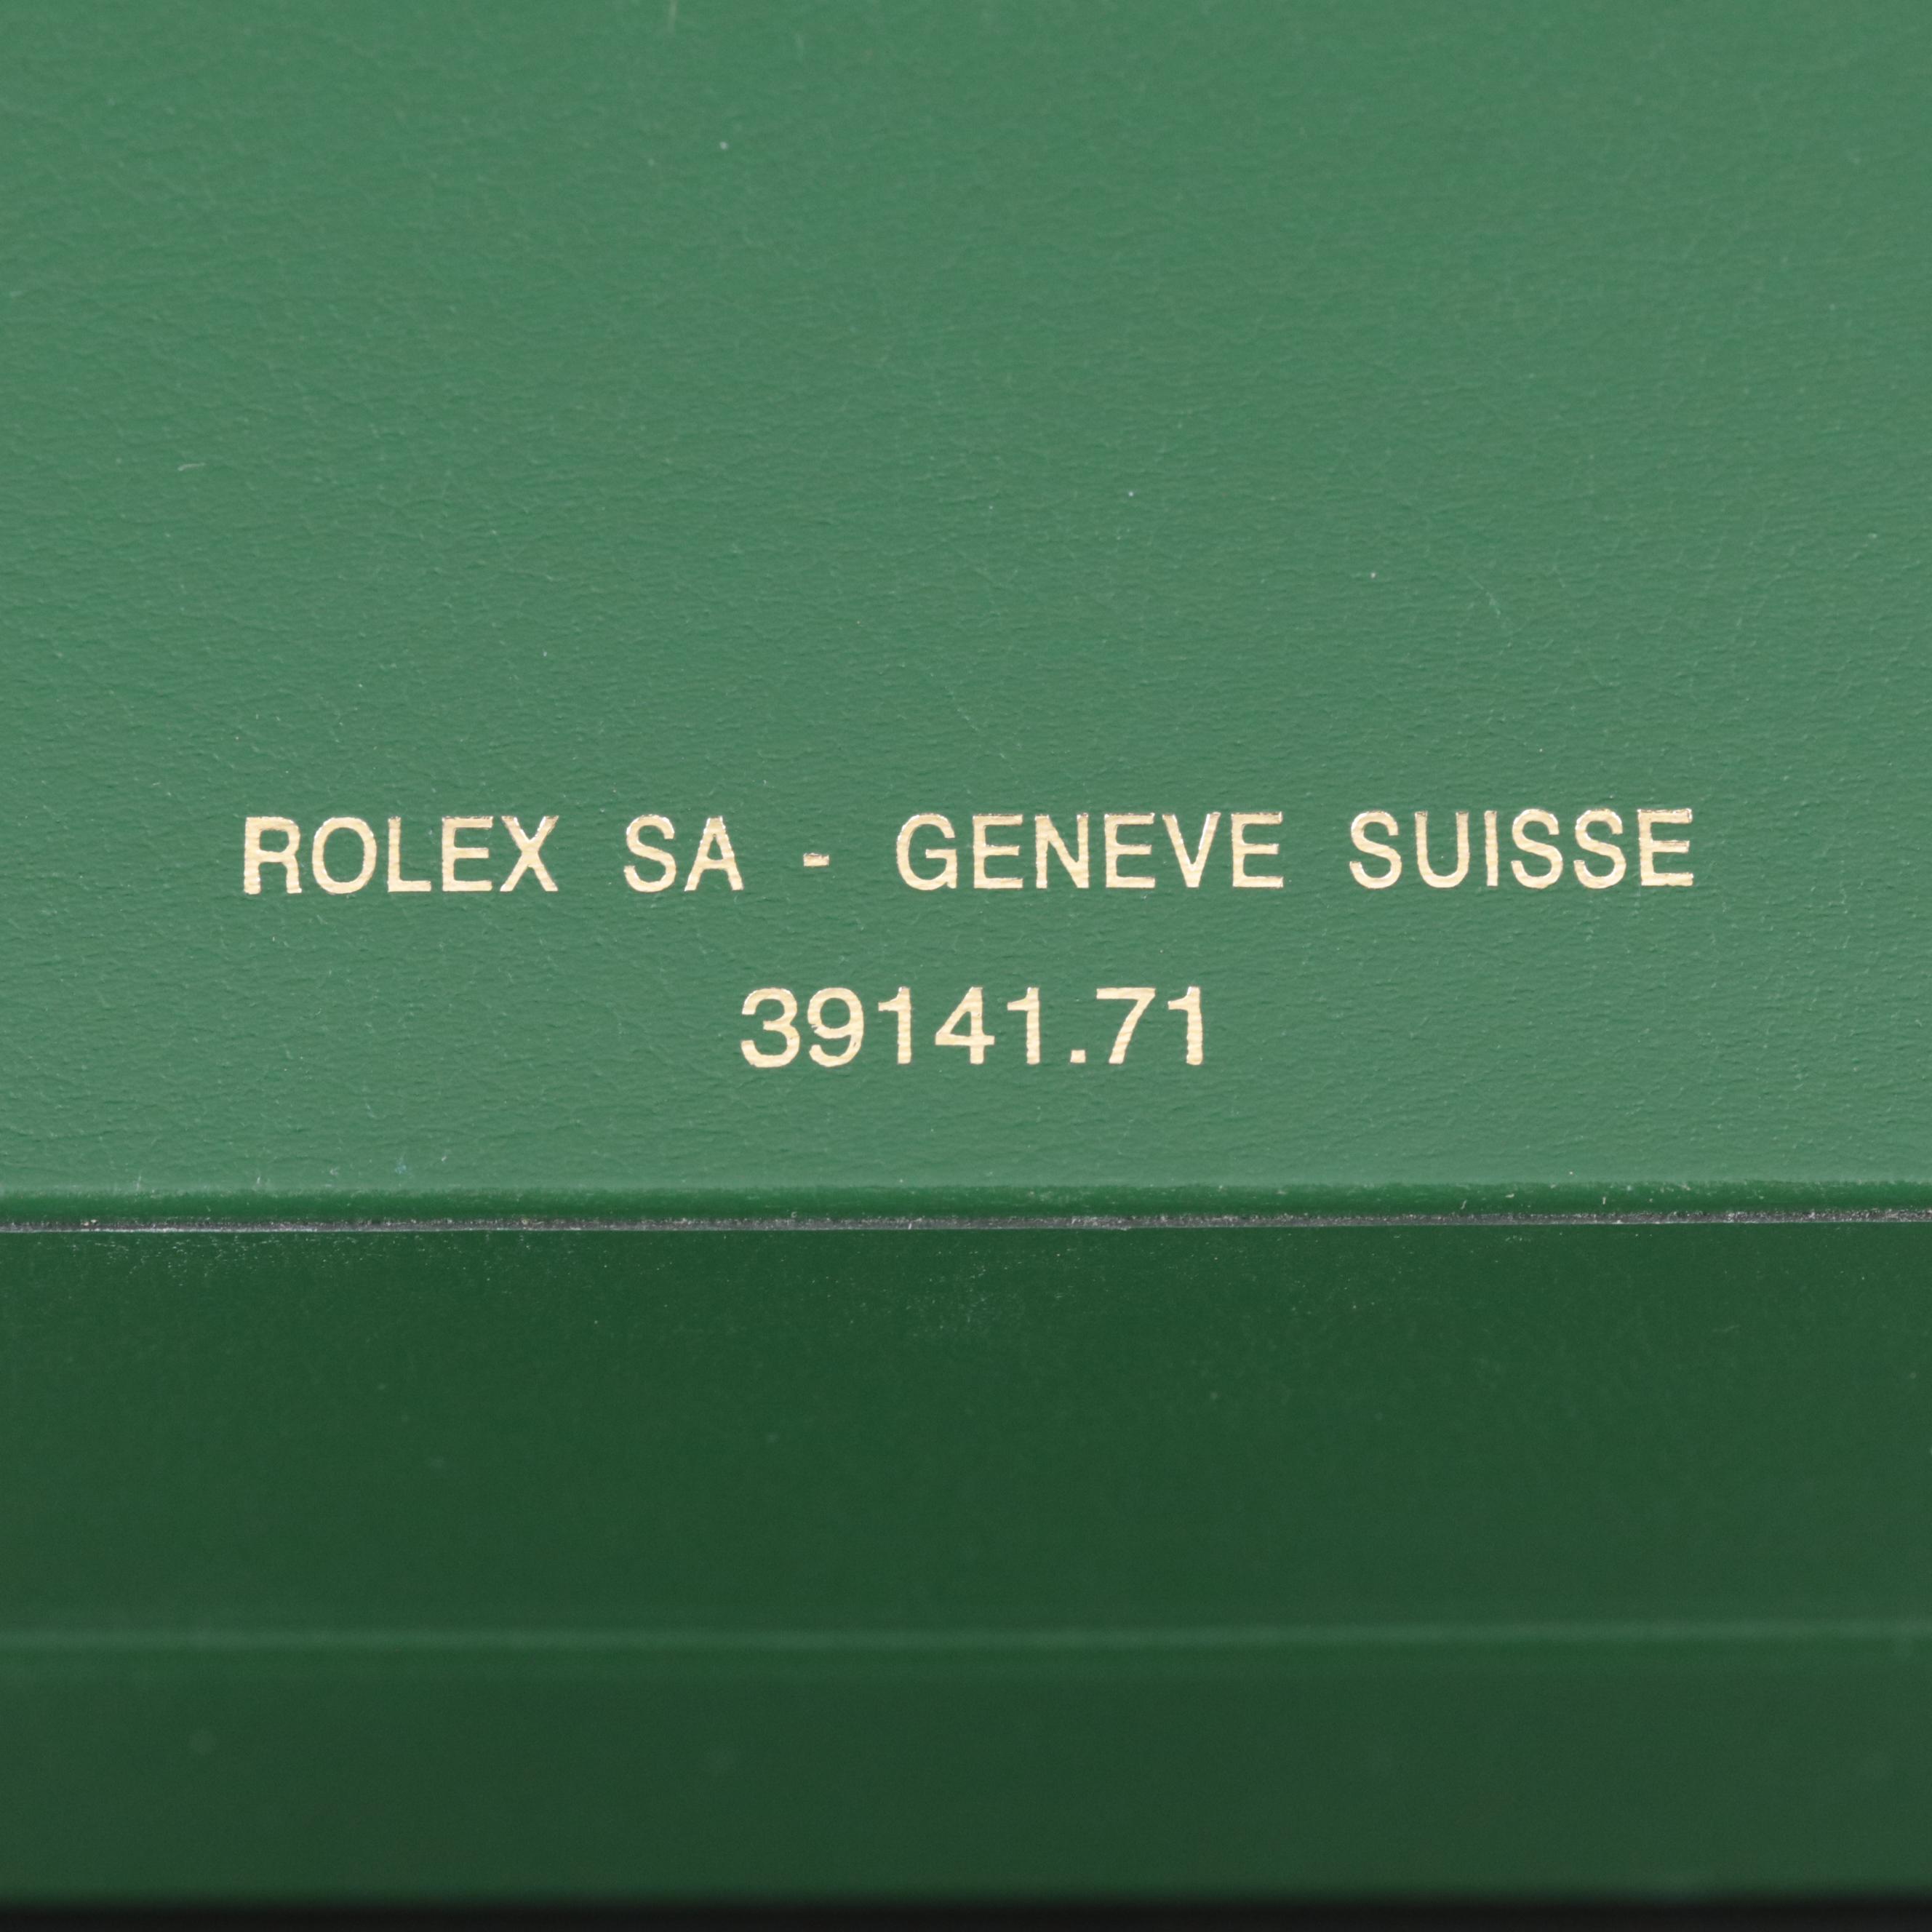 ROLEX SA - GENEVE SUISSE
39141.71